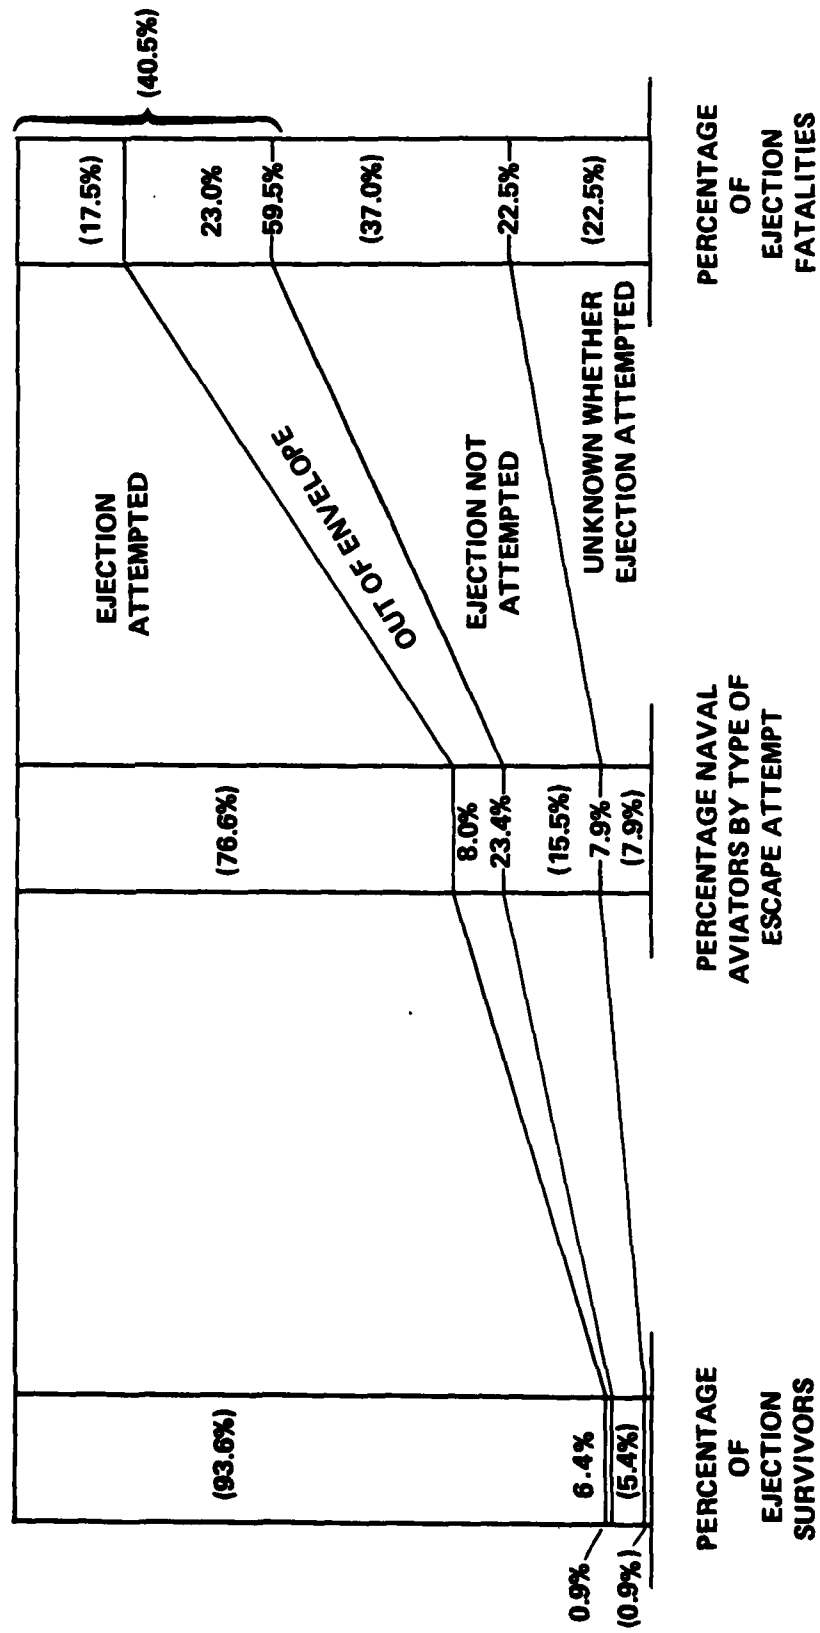 (93.6%)
6.4%
0.9%
(5.4%)
(0.9%)
PERCENTAGE
OF
EJECTION
SURVIVORS
(76.6%)
8.0%
23.4%
(15.5%)
7.9%
(7.9%)
PERCENTAGE NAVAL
AVIATORS BY TYPE OF
ESCAPE ATTEMPT
EJECTION
ATTEMPTED
OUT OF ENVELOPE
EJECTION NOT
ATTEMPTED
UNKNOWN WHETHER
EJECTION ATTEMPTED
(17.5%)
23.0%
59.5%
(37.0%)
22.5%
(22.5%)
(40.5%)
PERCENTAGE
OF
EJECTION
FATALITIES